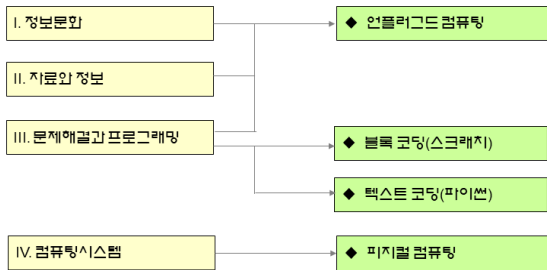 I. 정보문화
◆ 언플러그드 컴퓨팅
II. 자료와 정보
III. 문제해결과 프로그래밍
◆ 블록 코딩(스크래치)
◆ 텍스트 코딩(파이썬)
IV. 컴퓨팅시스템
◆ 피지컬 컴퓨팅